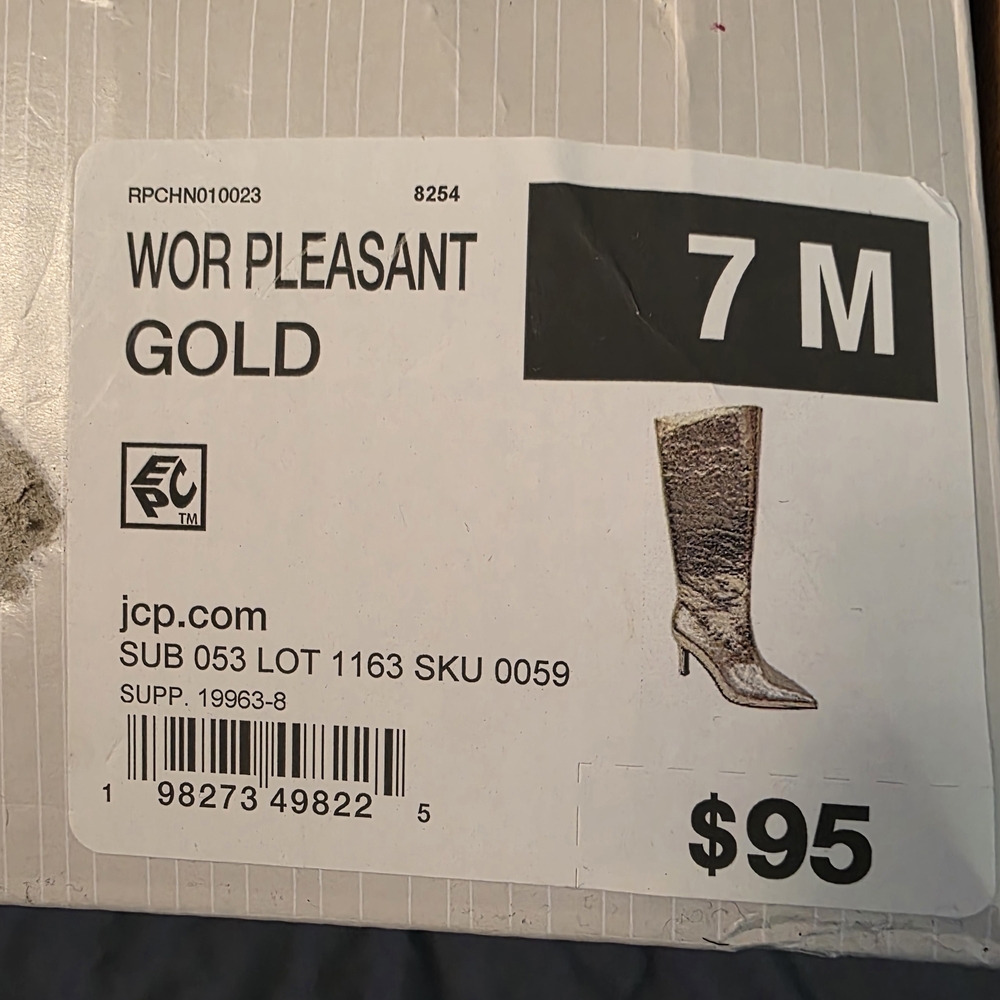 RPCHN010023 8254
WOR PLEASANT
GOLD
7 M
EPC
TM
jcp.com
SUB 053 LOT 1163 SKU 0059
SUPP. 19963-8
1 98273 49822 5
$95